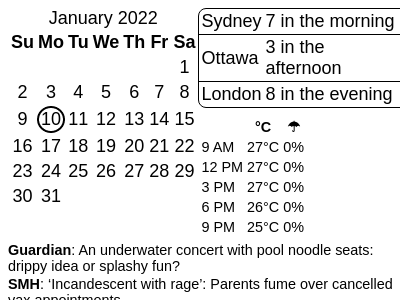 January 2022
Su Mo Tu We Th Fr Sa
1
2 3 4 5 6 7 8
9 10 11 12 13 14 15
16 17 18 19 20 21 22
23 24 25 26 27 28 29
30 31
Sydney 7 in the morning
Ottawa 3 in the
afternoon
London 8 in the evening
°C ☂
9 AM 27°C 0%
12 PM 27°C 0%
3 PM 27°C 0%
6 PM 26°C 0%
9 PM 25°C 0%
Guardian: An underwater concert with pool noodle seats:
drippy idea or splashy fun?
SMH: ‘Incandescent with rage’: Parents fume over cancelled
vax appointments